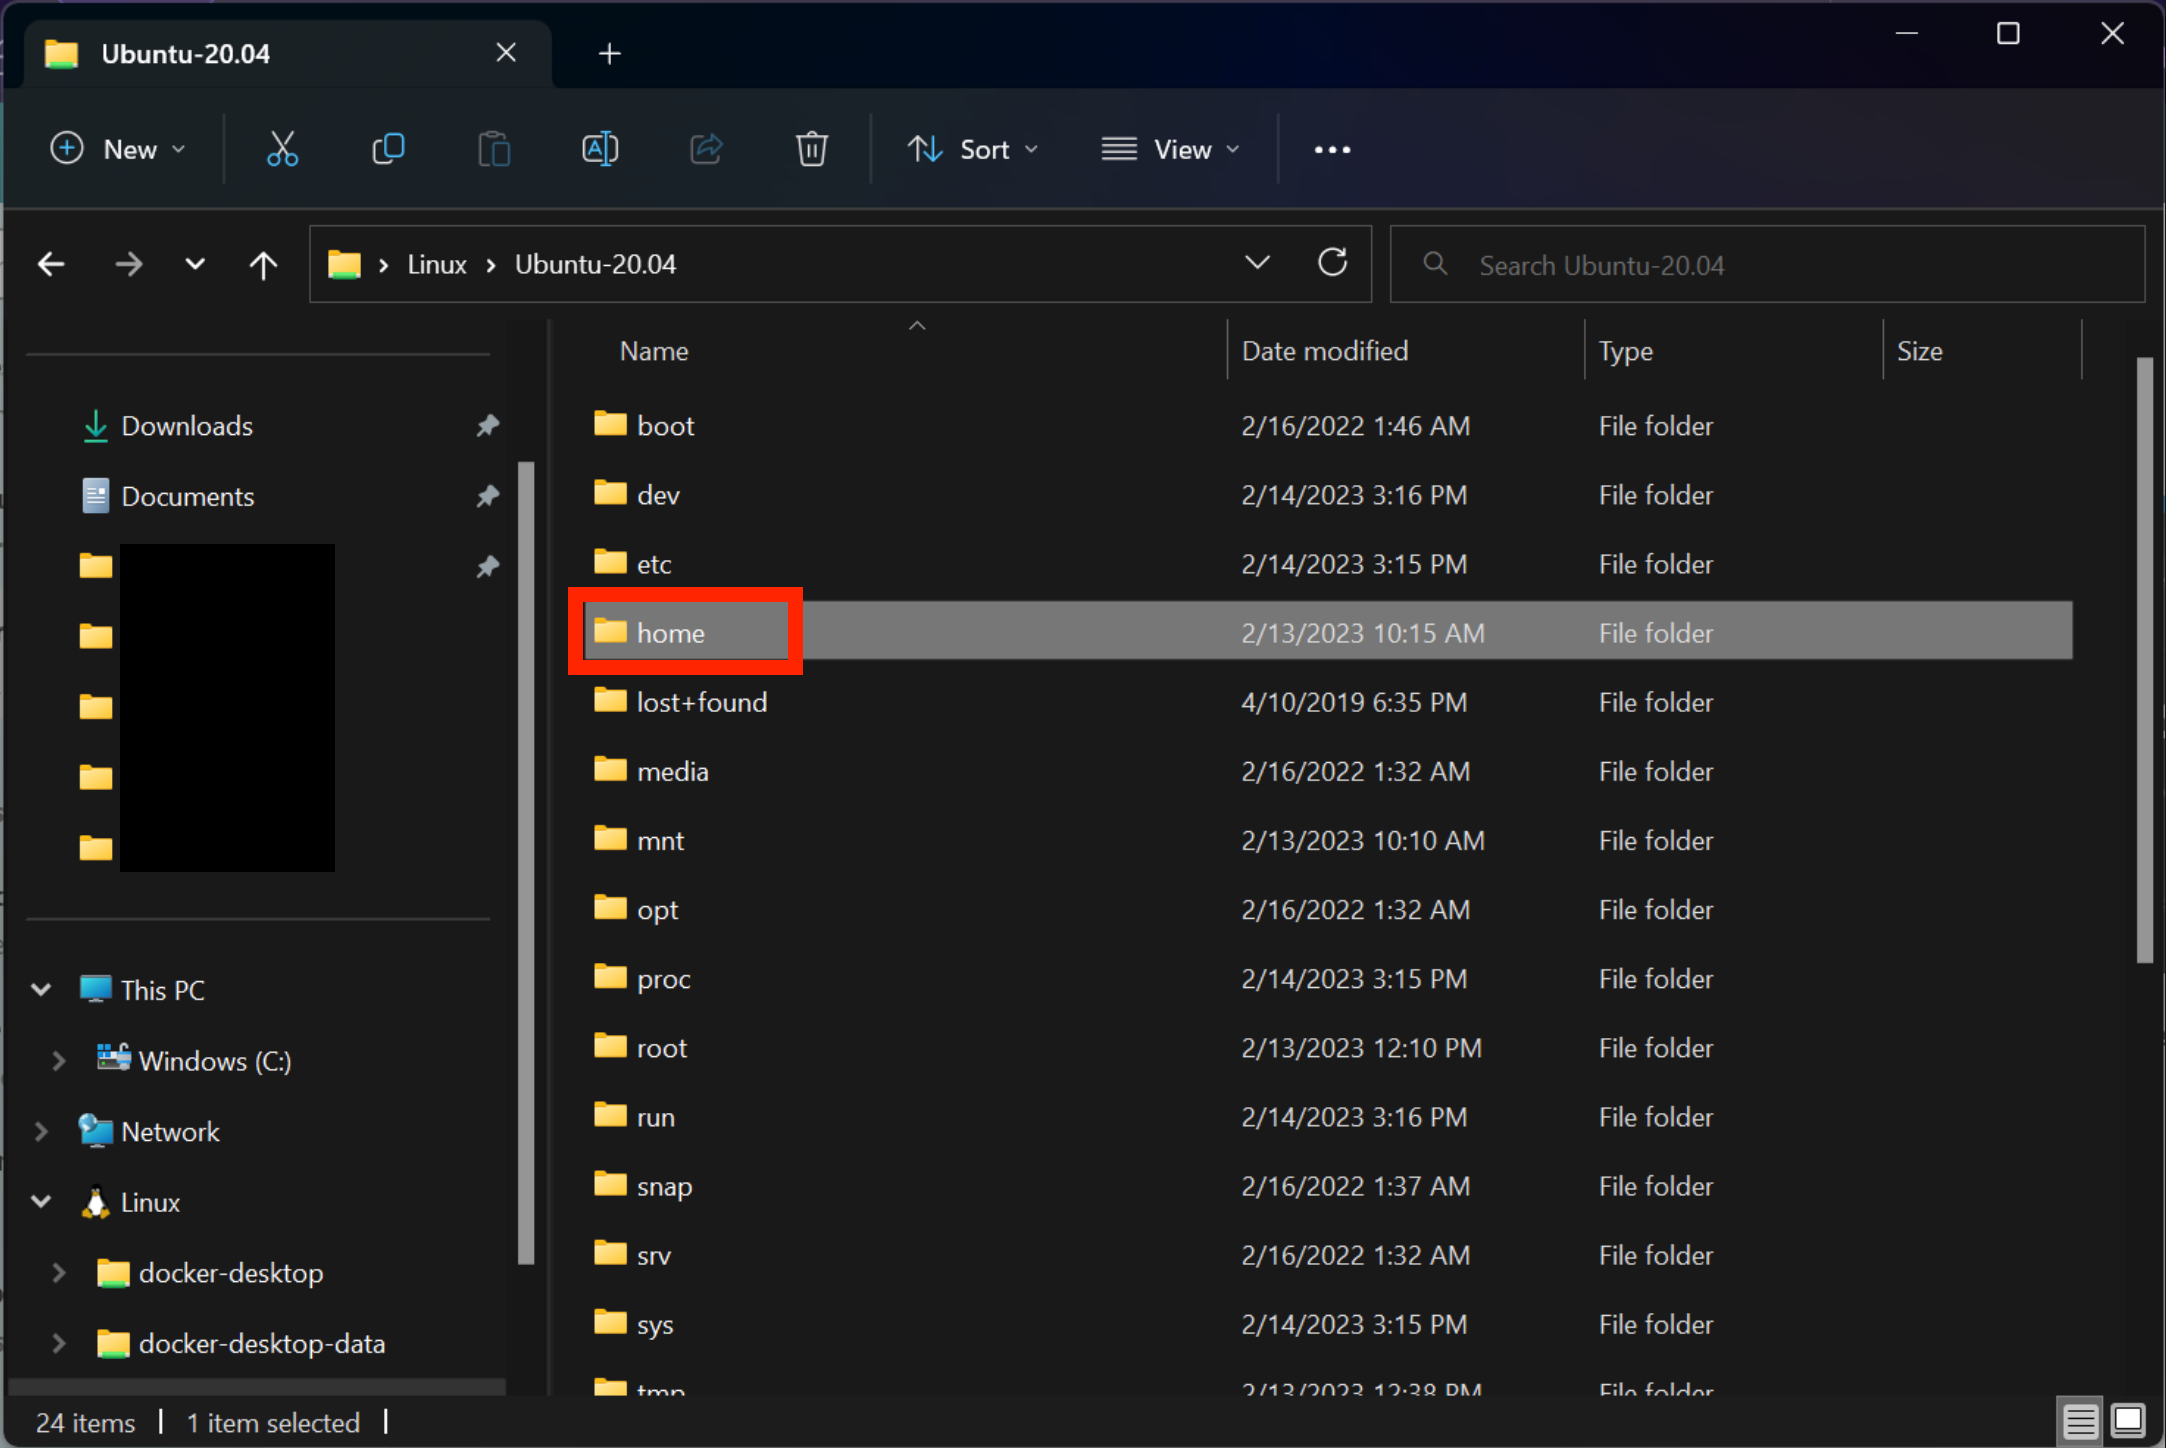 Ubuntu-20.04
New
Sort
View
Linux
Ubuntu-20.04
Search Ubuntu-20.04
Name Date modified Type Size
Downloads
Documents
This PC
Windows (C:)
Network
Linux
docker-desktop
docker-desktop-data
boot 2/16/2022 1:46 AM File folder
dev 2/14/2023 3:16 PM File folder
etc 2/14/2023 3:15 PM File folder
home 2/13/2023 10:15 AM File folder
lost+found 4/10/2019 6:35 PM File folder
media 2/16/2022 1:32 AM File folder
mnt 2/13/2023 10:10 AM File folder
opt 2/16/2022 1:32 AM File folder
proc 2/14/2023 3:15 PM File folder
root 2/13/2023 12:10 PM File folder
run 2/14/2023 3:16 PM File folder
snap 2/16/2022 1:37 AM File folder
srv 2/16/2022 1:32 AM File folder
sys 2/14/2023 3:15 PM File folder
tmp 2/13/2023 12:38 PM File folder
24 items | 1 item selected |